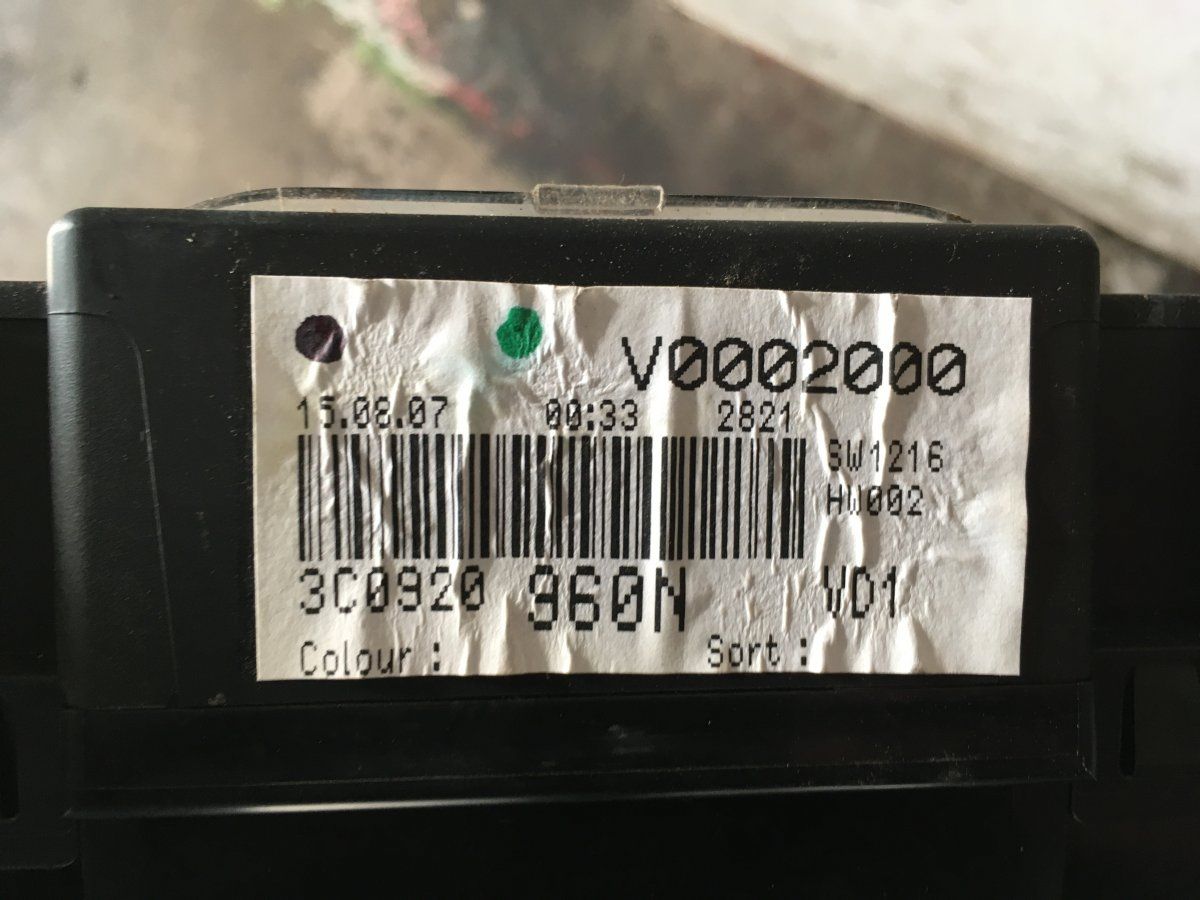 V0002000
15.08.07 00:33 2821
SW1216
HW002
3C0920 960N VD1
Colour : Sort :